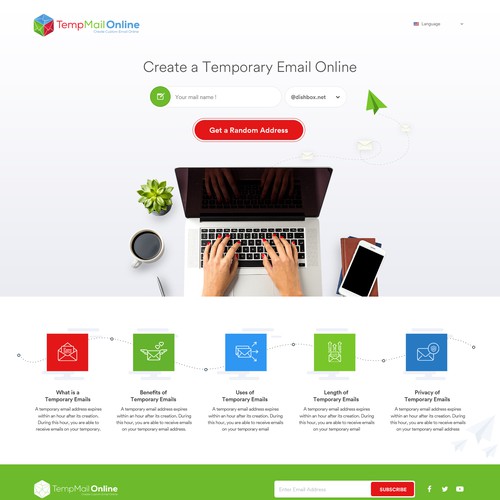 TempMailOnline
Create Custom Email Online
Language
Create a Temporary Email Online
Your mail name !
@dishbox.net
Get a Random Address
What is a
Temporary Emails
A temporary email address expires
within an hour after its creation.
During this hour, you are able to receive
emails on your temporary.
Benefits of
Temporary Emails
A temporary email address expires
within an hour after its creation. During
this hour, you are able to receive emails
on your temporary email address.
Uses of
Temporary Emails
A temporary email address expires
within an hour after its creation.
During this hour, you are able to receive
emails on your temporary email address.
Length of
Temporary Emails
A temporary email address expires
within an hour after its creation.
During this hour, you are able to receive
emails on your temporary email
Privacy of
Temporary Emails
A temporary email address expires
within an hour after its creation. During
this hour, you are able to receive emails
on your temporary email address.
TempMailOnline
Create Custom Email Online
Enter Email Address
SUBSCRIBE